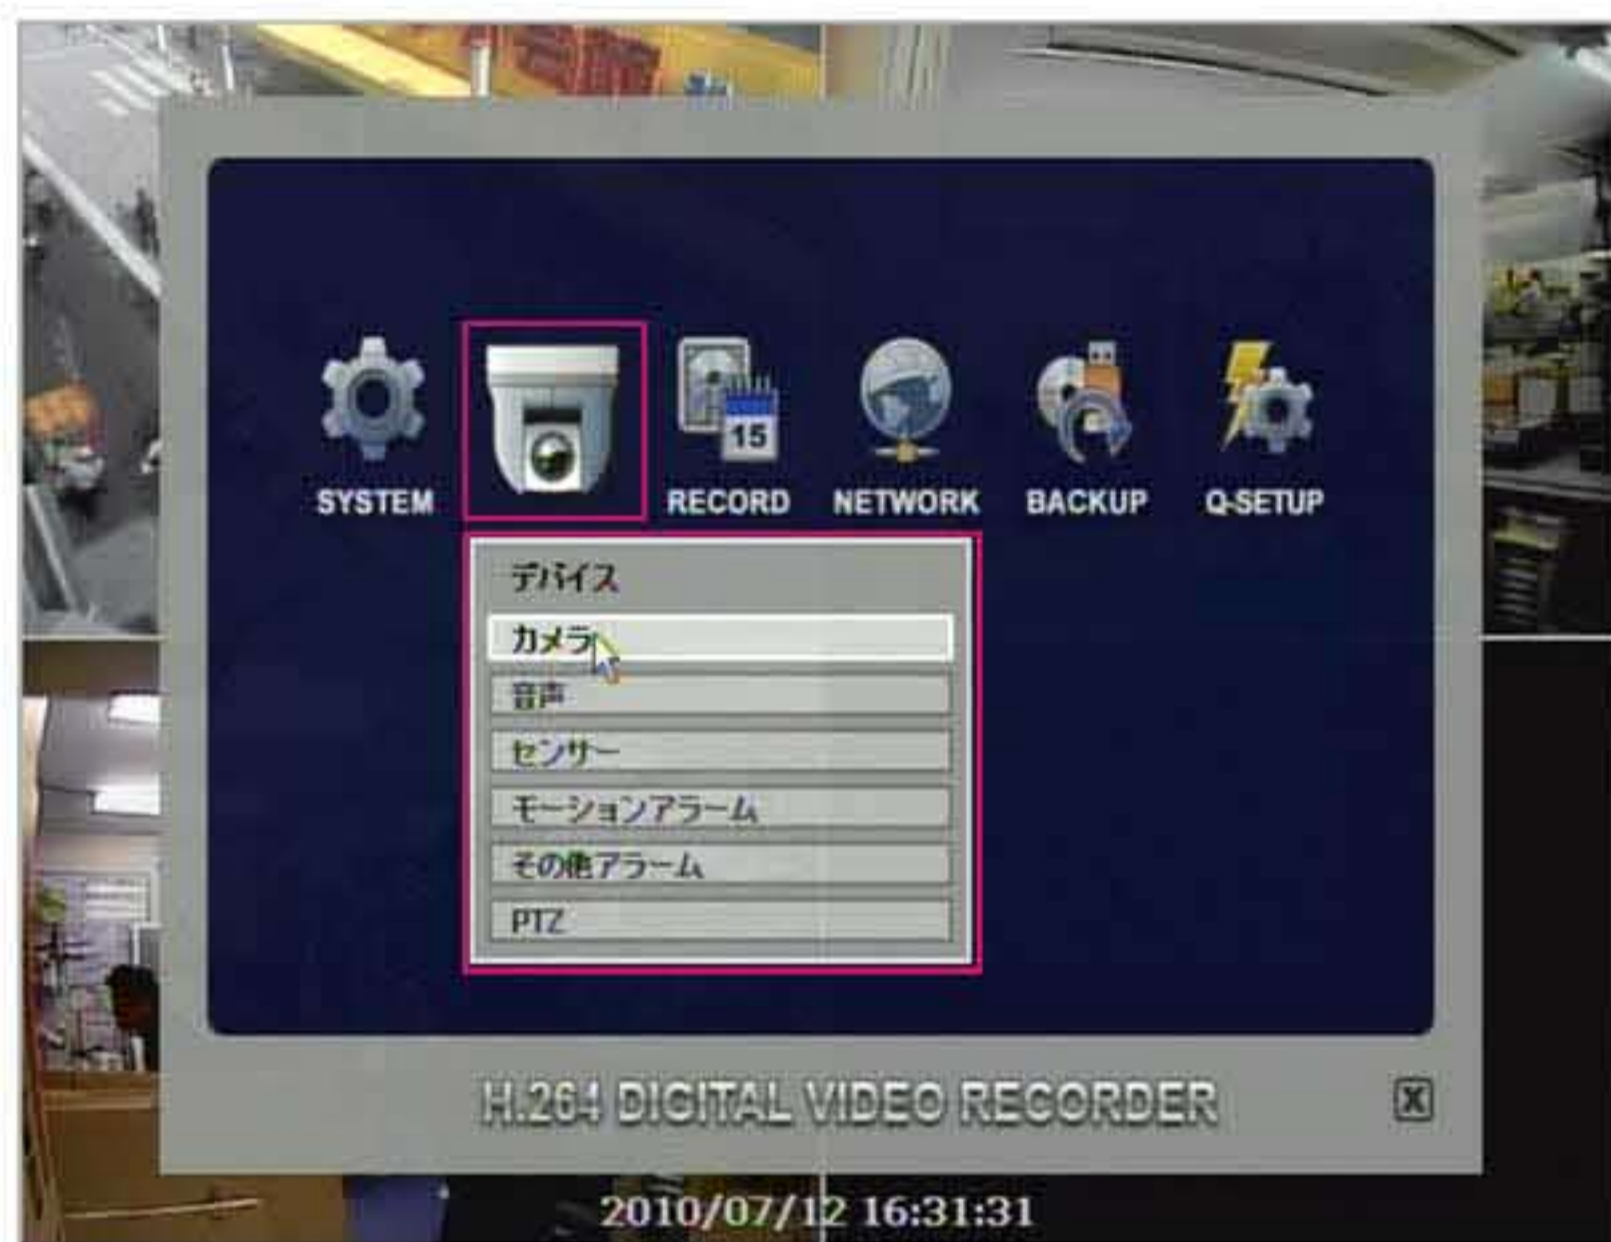 SYSTEM
15
RECORD
NETWORK
BACKUP
Q-SETUP
デバイス
カメラ
音声
センサー
モーションアラーム
その他アラーム
PTZ
H.264 DIGITAL VIDEO RECORDER
X
2010/07/12 16:31:31